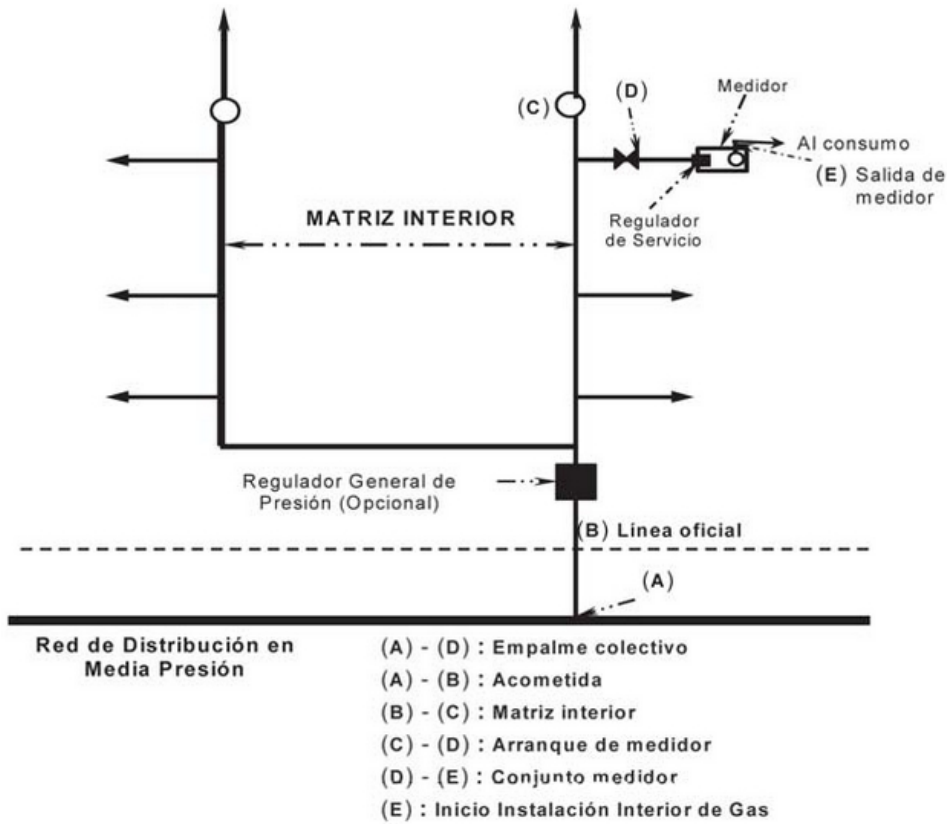 (D)
Medidor
(C)
Al consumo
(E) Salida de
medidor
MATRIZ INTERIOR
Regulador
de Servicio
Regulador General de
Presión (Opcional)
(B) Línea oficial
(A)
Red de Distribución en
Media Presión
(A) - (D) : Empalme colectivo
(A) - (B) : Acometida
(B) - (C) : Matriz interior
(C) - (D) : Arranque de medidor
(D) - (E) : Conjunto medidor
(E) : Inicio Instalación Interior de Gas